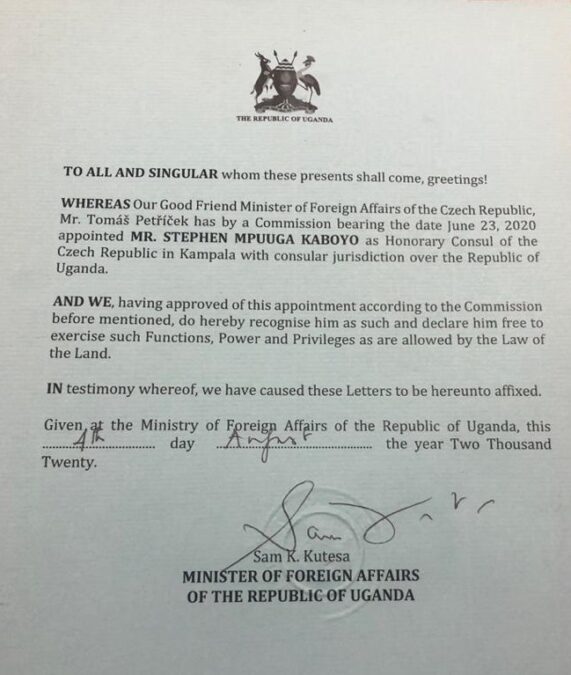 THE REPUBLIC OF UGANDA
TO ALL AND SINGULAR whom these presents shall come, greetings!
WHEREAS Our Good Friend Minister of Foreign Affairs of the Czech Republic,
Mr. Tomáš Petříček has by a Commission bearing the date June 23, 2020
appointed MR. STEPHEN MPUUGA KABOYO as Honorary Consul of the
Czech Republic in Kampala with consular jurisdiction over the Republic of
Uganda.
AND WE, having approved of this appointment according to the Commission
before mentioned, do hereby recognise him as such and declare him free to
exercise such Functions, Power and Privileges as are allowed by the Law of
the Land.
IN testimony whereof, we have caused these Letters to be hereunto affixed.
Given at the Ministry of Foreign Affairs of the Republic of Uganda, this
4th day August the year Two Thousand
Twenty.
Sam K. Kutesa
MINISTER OF FOREIGN AFFAIRS
OF THE REPUBLIC OF UGANDA